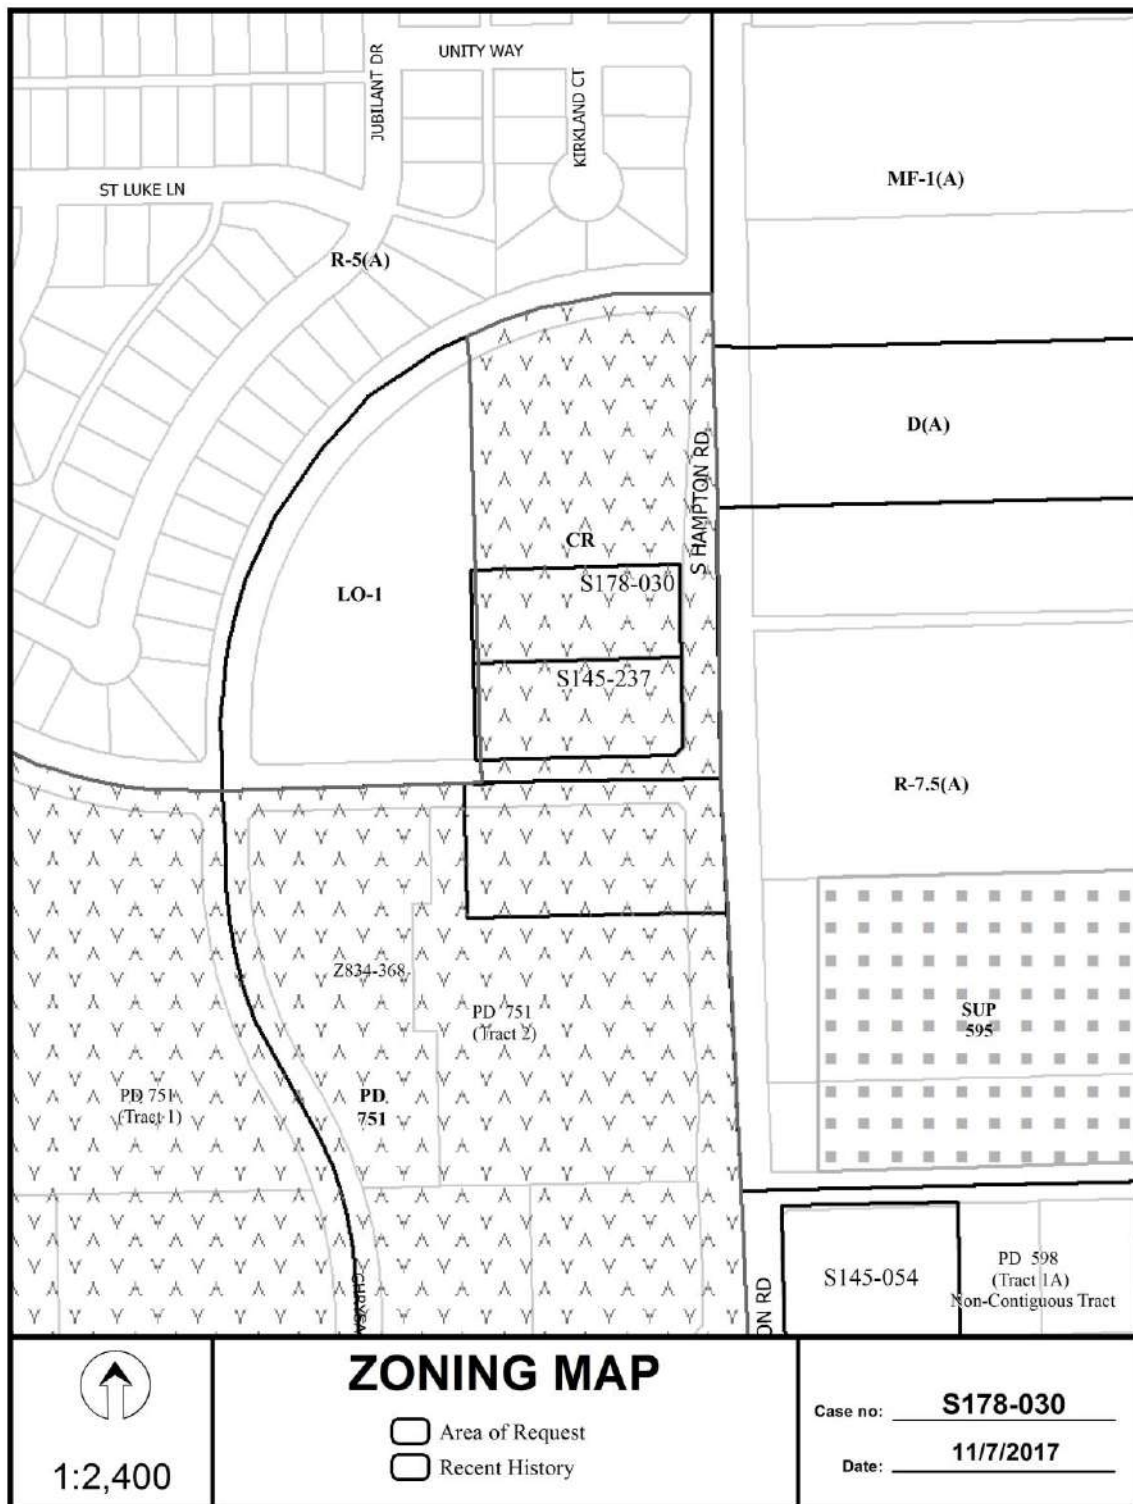 UNITY WAY
JUBILANT DR
KIRKLAND CT
ST LUKE LN
MF-1(A)
R-5(A)
D(A)
S HAMPTON RD
CR
S178-030
LO-1
S145-237
R-7.5(A)
Z834-368
PD 751
(Tract 2)
SUP
595
PD 751
(Tract 1)
PD
751
S145-054
PD 598
(Tract 1A)
Non-Contiguous Tract
ON RD
ZONING MAP
Area of Request
Recent History
1:2,400
Case no: S178-030
Date: 11/7/2017